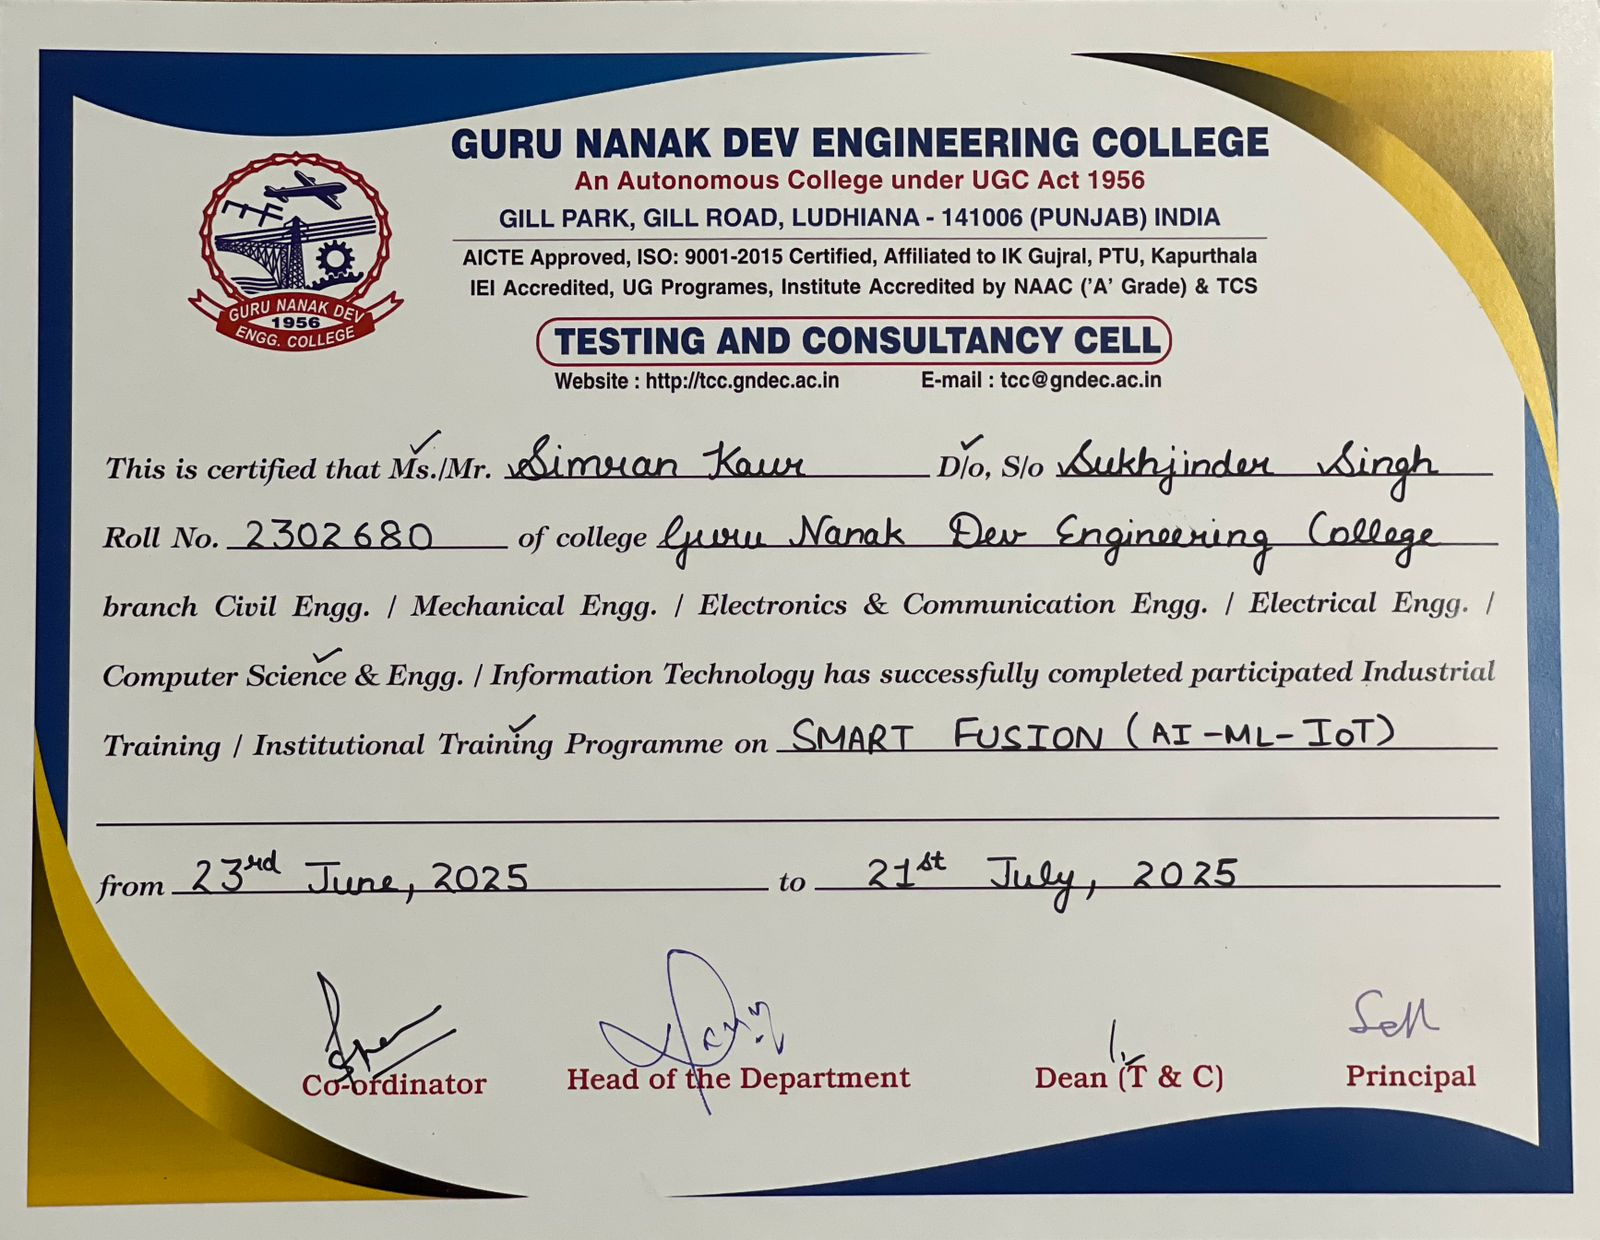 GURU NANAK DEV ENGINEERING COLLEGE
An Autonomous College under UGC Act 1956
GILL PARK, GILL ROAD, LUDHIANA - 141006 (PUNJAB) INDIA
AICTE Approved, ISO: 9001-2015 Certified, Affiliated to IK Gujral, PTU, Kapurthala
IEI Accredited, UG Programes, Institute Accredited by NAAC ('A' Grade) & TCS
GURU NANAK DEV
1956
ENGG. COLLEGE
TESTING AND CONSULTANCY CELL
Website : http://tcc.gndec.ac.in E-mail : tcc@gndec.ac.in
This is certified that Ms./Mr. Simran Kaur D/o, S/o Sukhjinder Singh
Roll No. 2302680 of college Guru Nanak Dev Engineering College
branch Civil Engg. / Mechanical Engg. / Electronics & Communication Engg. / Electrical Engg. /
Computer Science & Engg. / Information Technology has successfully completed participated Industrial
Training / Institutional Training Programme on SMART FUSION (AI-ML-IoT)
from 23rd June, 2025 to 21st July, 2025
Co-ordinator Head of the Department Dean (T & C) Principal